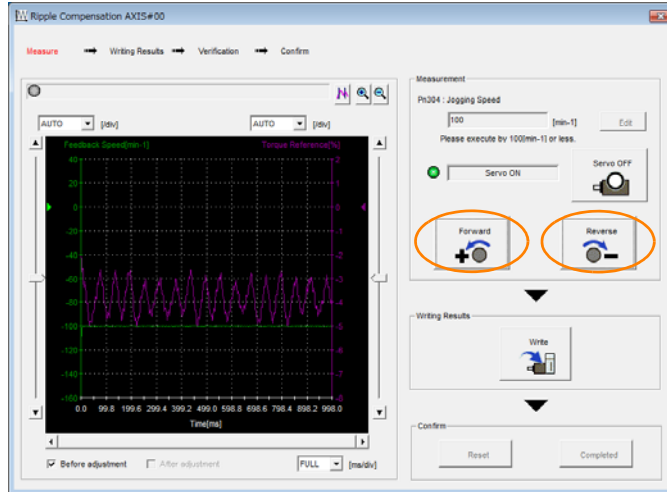 Ripple Compensation AXIS#00
Measure Writing Results Verification Confirm
Measurement
Pn304 : Jogging Speed
100 [min-1] Edit
Please execute by 100[min-1] or less.
Servo ON Servo OFF
Forward Reverse
AUTO [/div] AUTO [/div]
Feedback Speed[min-1] Torque Reference[%]
40 2
20 1
0 0
-20 -1
-40 -2
-60 -3
-80 -4
-100 -5
-120 -6
-140 -7
-160 -8
0.0 99.8 199.6 299.4 399.2 499.0 598.8 698.6 798.4 898.2 998.0
Time[ms]
Before adjustment After adjustment FULL [ms/div]
Writing Results
Write
Confirm
Reset Completed